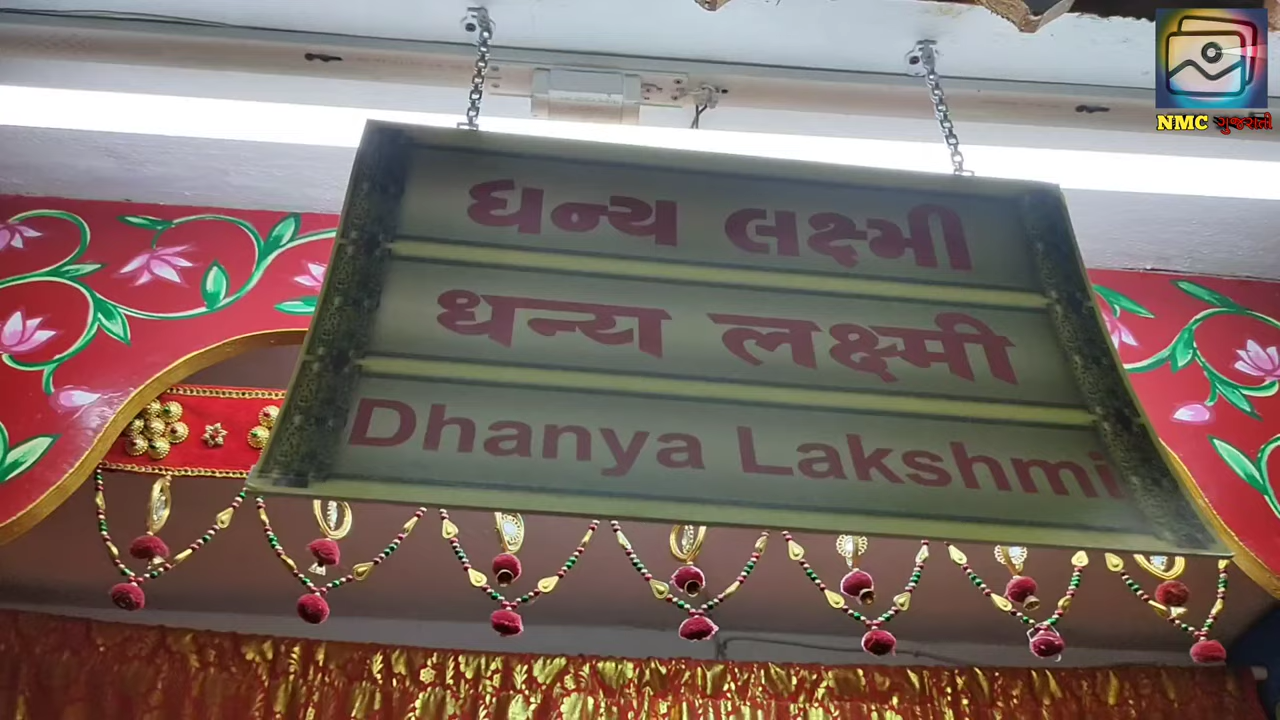 NMC ગુજરાતી
ધન્ય લક્ષ્મી
धन्य लक्ष्मी
Dhanya Lakshmi